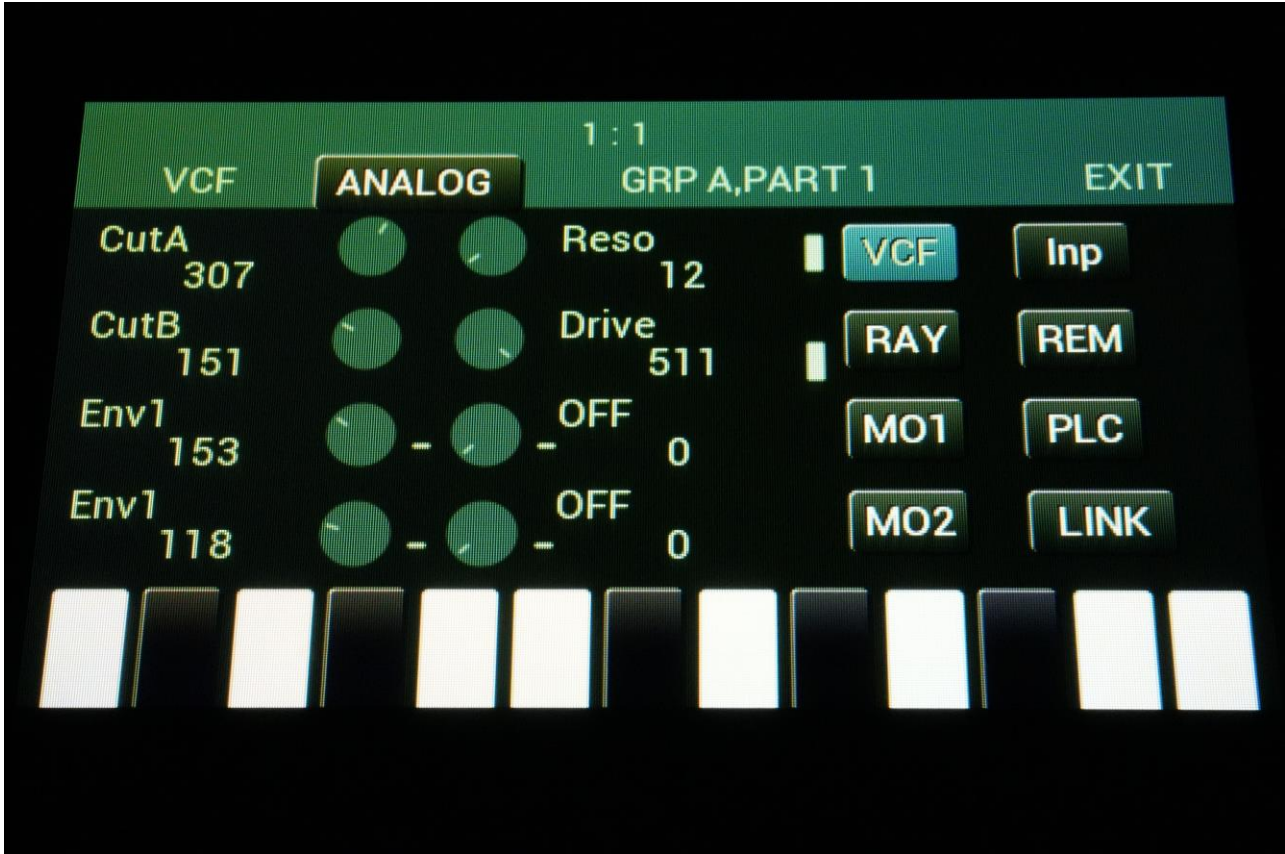 1 : 1
VCF ANALOG GRP A,PART 1 EXIT
CutA Reso VCF Inp
307 12
CutB Drive RAY REM
151 511
Env1 - - OFF MO1 PLC
153 0
Env1 - - OFF MO2 LINK
118 0